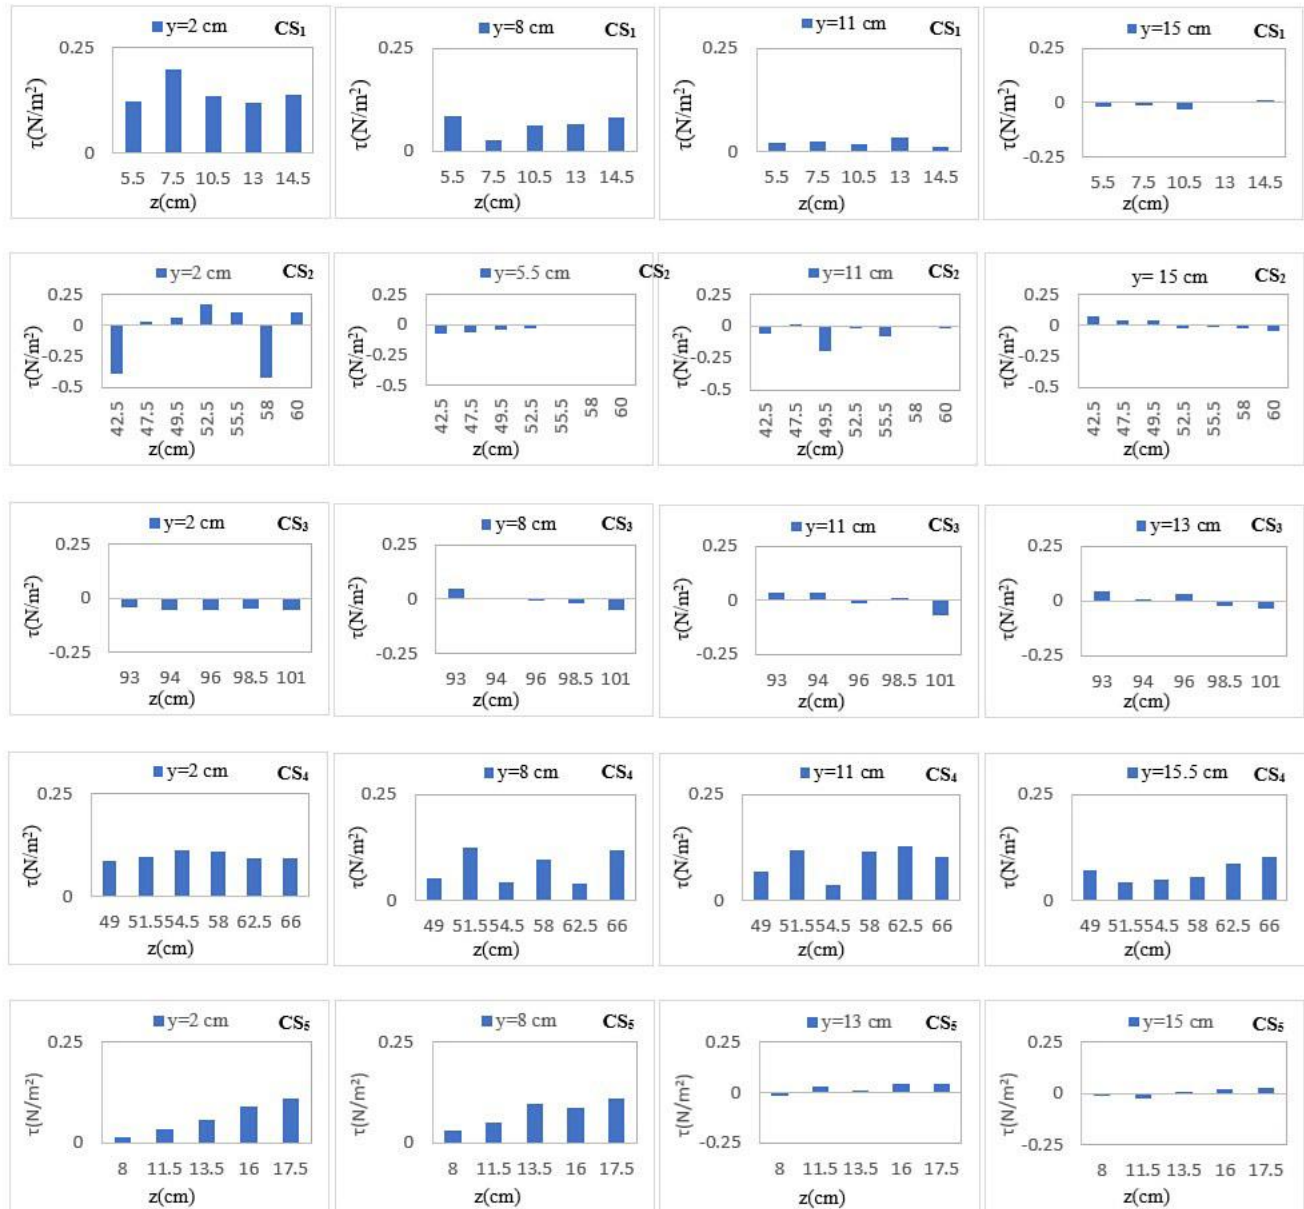 y=2 cm CS₁
0.25
0
τ(N/m²)
5.5 7.5 10.5 13 14.5
z(cm)
y=8 cm CS₁
0.25
0
τ(N/m²)
5.5 7.5 10.5 13 14.5
z(cm)
y=11 cm CS₁
0.25
0
τ(N/m²)
5.5 7.5 10.5 13 14.5
z(cm)
y=15 cm CS₁
0.25
0
-0.25
τ(N/m²)
5.5 7.5 10.5 13 14.5
z(cm)
y=2 cm CS₂
0.25
0
-0.25
-0.5
τ(N/m²)
42.5 47.5 49.5 52.5 55.5 58 60
z(cm)
y=5.5 cm CS₂
0.25
0
-0.25
-0.5
τ(N/m²)
42.5 47.5 49.5 52.5 55.5 58 60
z(cm)
y=11 cm CS₂
0.25
0
-0.25
-0.5
τ(N/m²)
42.5 47.5 49.5 52.5 55.5 58 60
z(cm)
y= 15 cm CS₂
0.25
0
-0.25
-0.5
τ(N/m²)
42.5 47.5 49.5 52.5 55.5 58 60
z(cm)
y=2 cm CS₃
0.25
0
-0.25
τ(N/m²)
93 94 96 98.5 101
z(cm)
y=8 cm CS₃
0.25
0
-0.25
τ(N/m²)
93 94 96 98.5 101
z(cm)
y=11 cm CS₃
0.25
0
-0.25
τ(N/m²)
93 94 96 98.5 101
z(cm)
y=13 cm CS₃
0.25
0
-0.25
τ(N/m²)
93 94 96 98.5 101
z(cm)
y=2 cm CS₄
0.25
0
τ(N/m²)
49 51.554.5 58 62.5 66
z(cm)
y=8 cm CS₄
0.25
0
τ(N/m²)
49 51.554.5 58 62.5 66
z(cm)
y=11 cm CS₄
0.25
0
τ(N/m²)
49 51.554.5 58 62.5 66
z(cm)
y=15.5 cm CS₄
0.25
0
τ(N/m²)
49 51.554.5 58 62.5 66
z(cm)
y=2 cm CS₅
0.25
0
τ(N/m²)
8 11.5 13.5 16 17.5
z(cm)
y=8 cm CS₅
0.25
0
τ(N/m²)
8 11.5 13.5 16 17.5
z(cm)
y=13 cm CS₅
0.25
0
-0.25
τ(N/m²)
8 11.5 13.5 16 17.5
z(cm)
y=15 cm CS₅
0.25
0
-0.25
τ(N/m²)
8 11.5 13.5 16 17.5
z(cm)